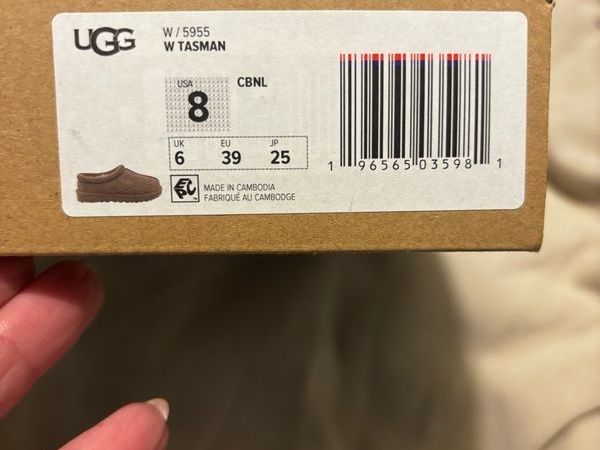 UGG
W / 5955
W TASMAN
USA
8
CBNL
UK EU JP
6 39 25
EPC™
MADE IN CAMBODIA
FABRIQUÉ AU CAMBODGE
1 96565 03598 1